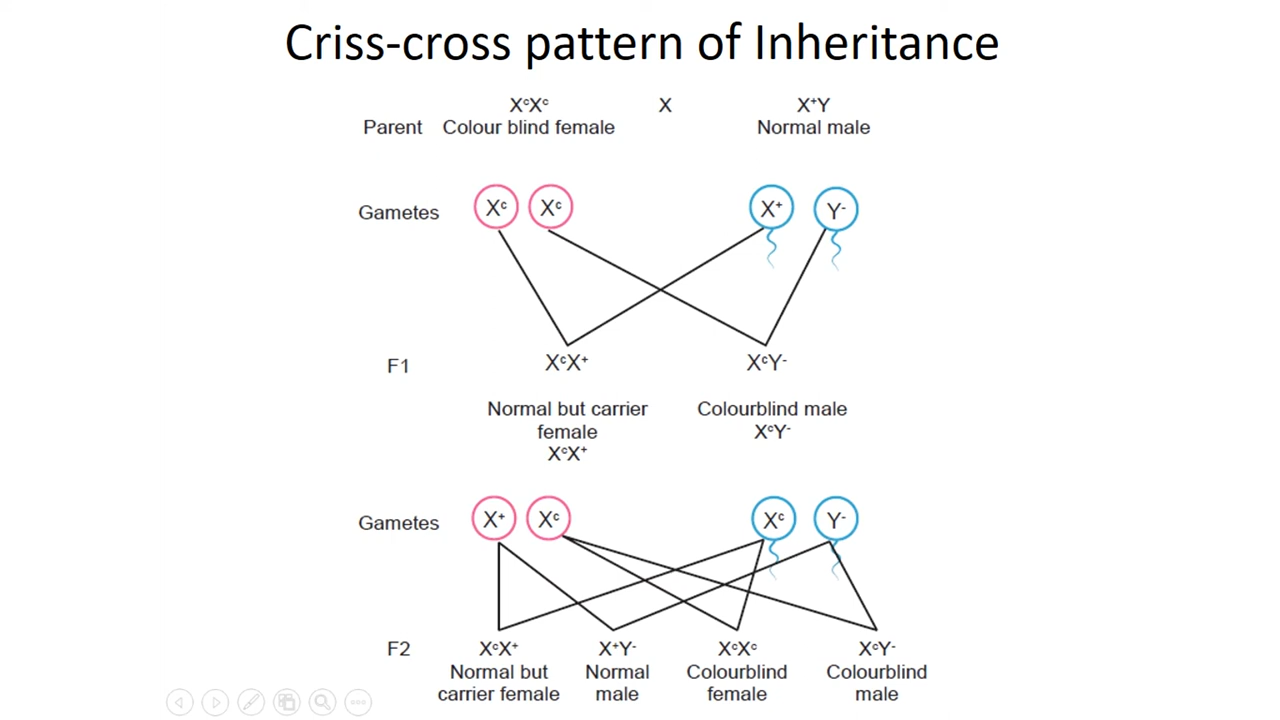 Criss-cross pattern of Inheritance
XᶜXᶜ X X⁺Y
Parent Colour blind female Normal male
Gametes Xᶜ Xᶜ X⁺ Y⁻
F1 XᶜX⁺ XᶜY⁻
Normal but carrier Colourblind male
female XᶜY⁻
XᶜX⁺
Gametes X⁺ Xᶜ Xᶜ Y⁻
F2 XᶜX⁺ X⁺Y⁻ XᶜXᶜ XᶜY⁻
Normal but Normal Colourblind Colourblind
carrier female male female male